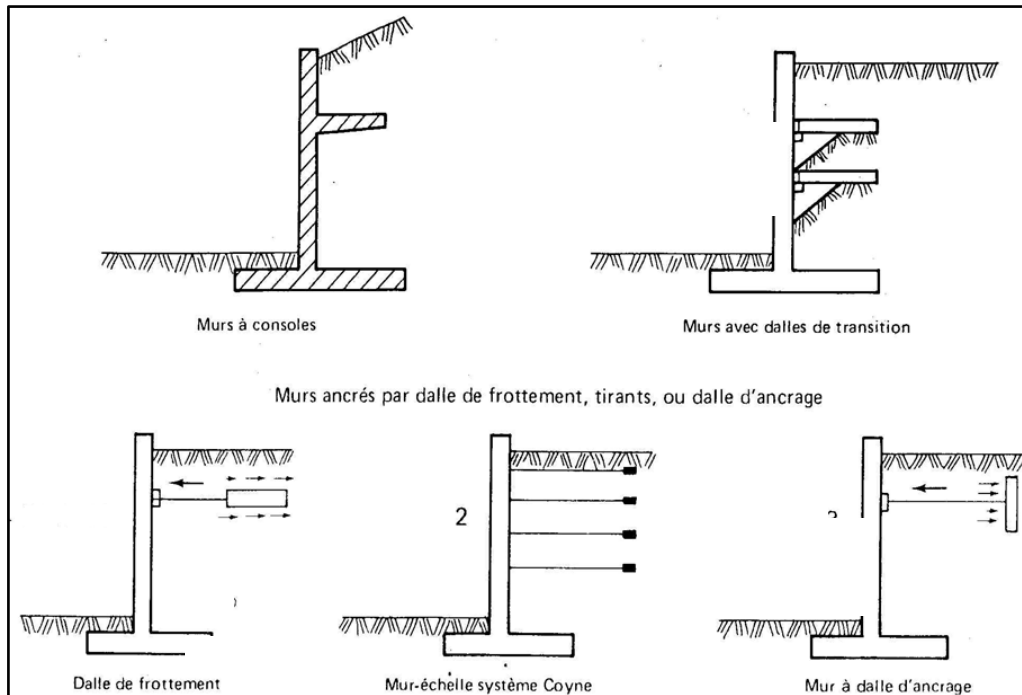 Murs à consoles
Murs avec dalles de transition
Murs ancrés par dalle de frottement, tirants, ou dalle d'ancrage
2
Dalle de frottement
Mur-échelle système Coyne
Mur à dalle d'ancrage